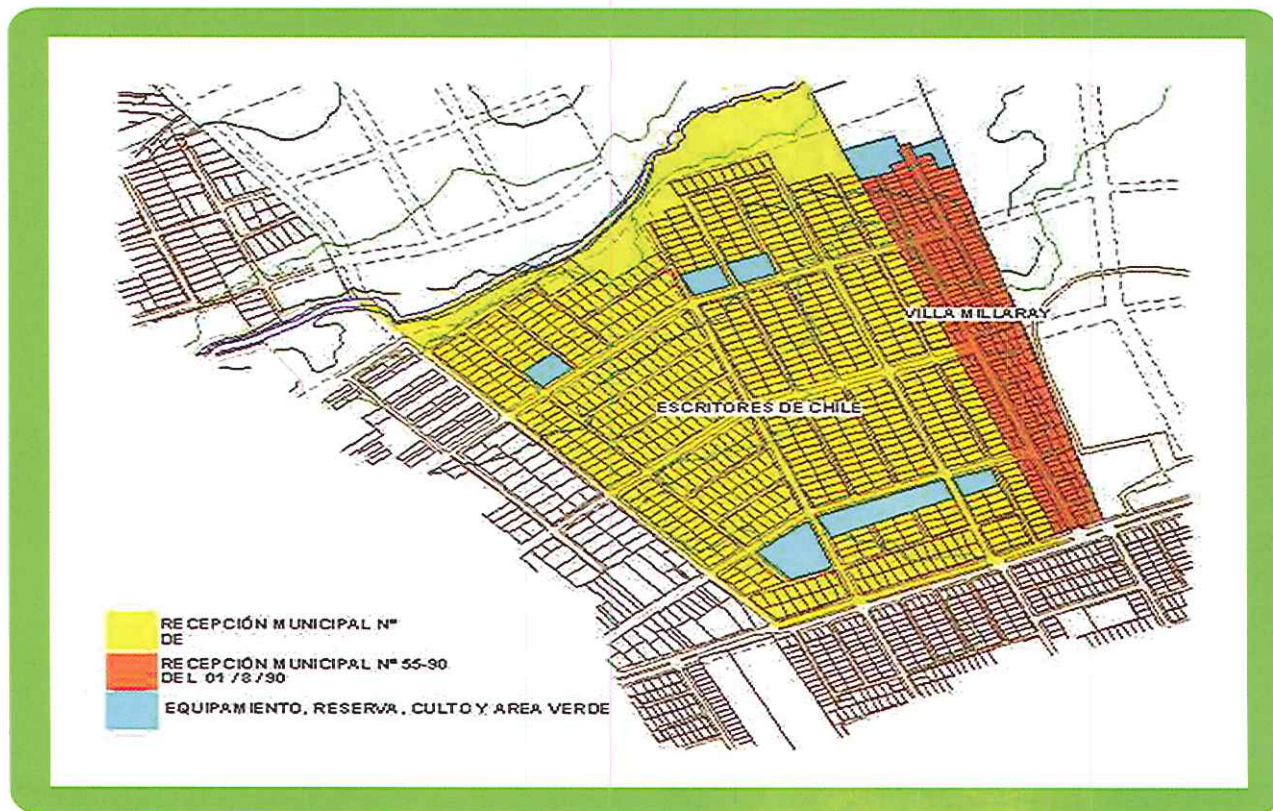 VILLA MILLARAY
ESCRITORES DE CHILE
RECEPCIÓN MUNICIPAL Nº
DE
RECEPCIÓN MUNICIPAL Nº 55-90
DEL 01/8/90
EQUIPAMIENTO, RESERVA, CULTO Y AREA VERDE